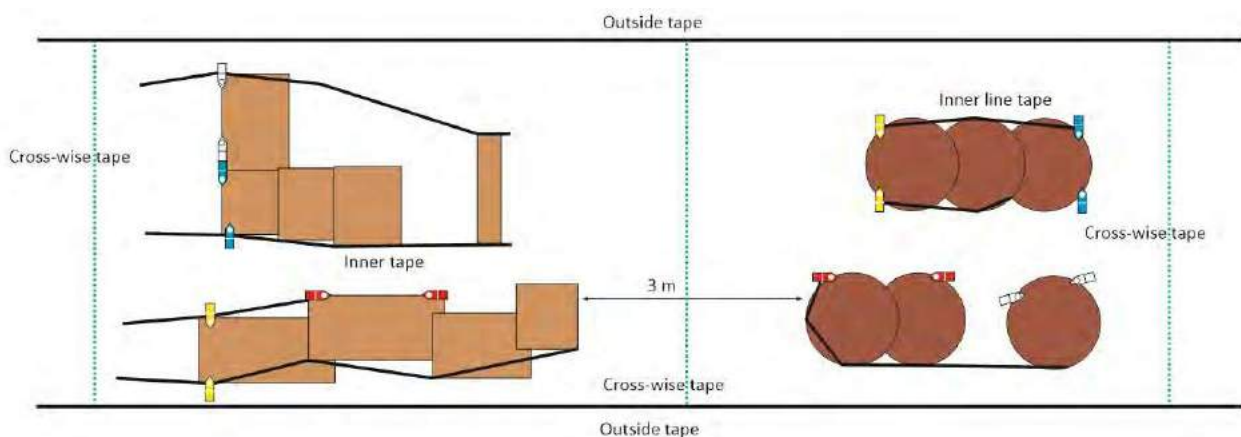 Outside tape
Inner line tape
Cross-wise tape
Cross-wise tape
Inner tape
3 m
Cross-wise tape
Outside tape